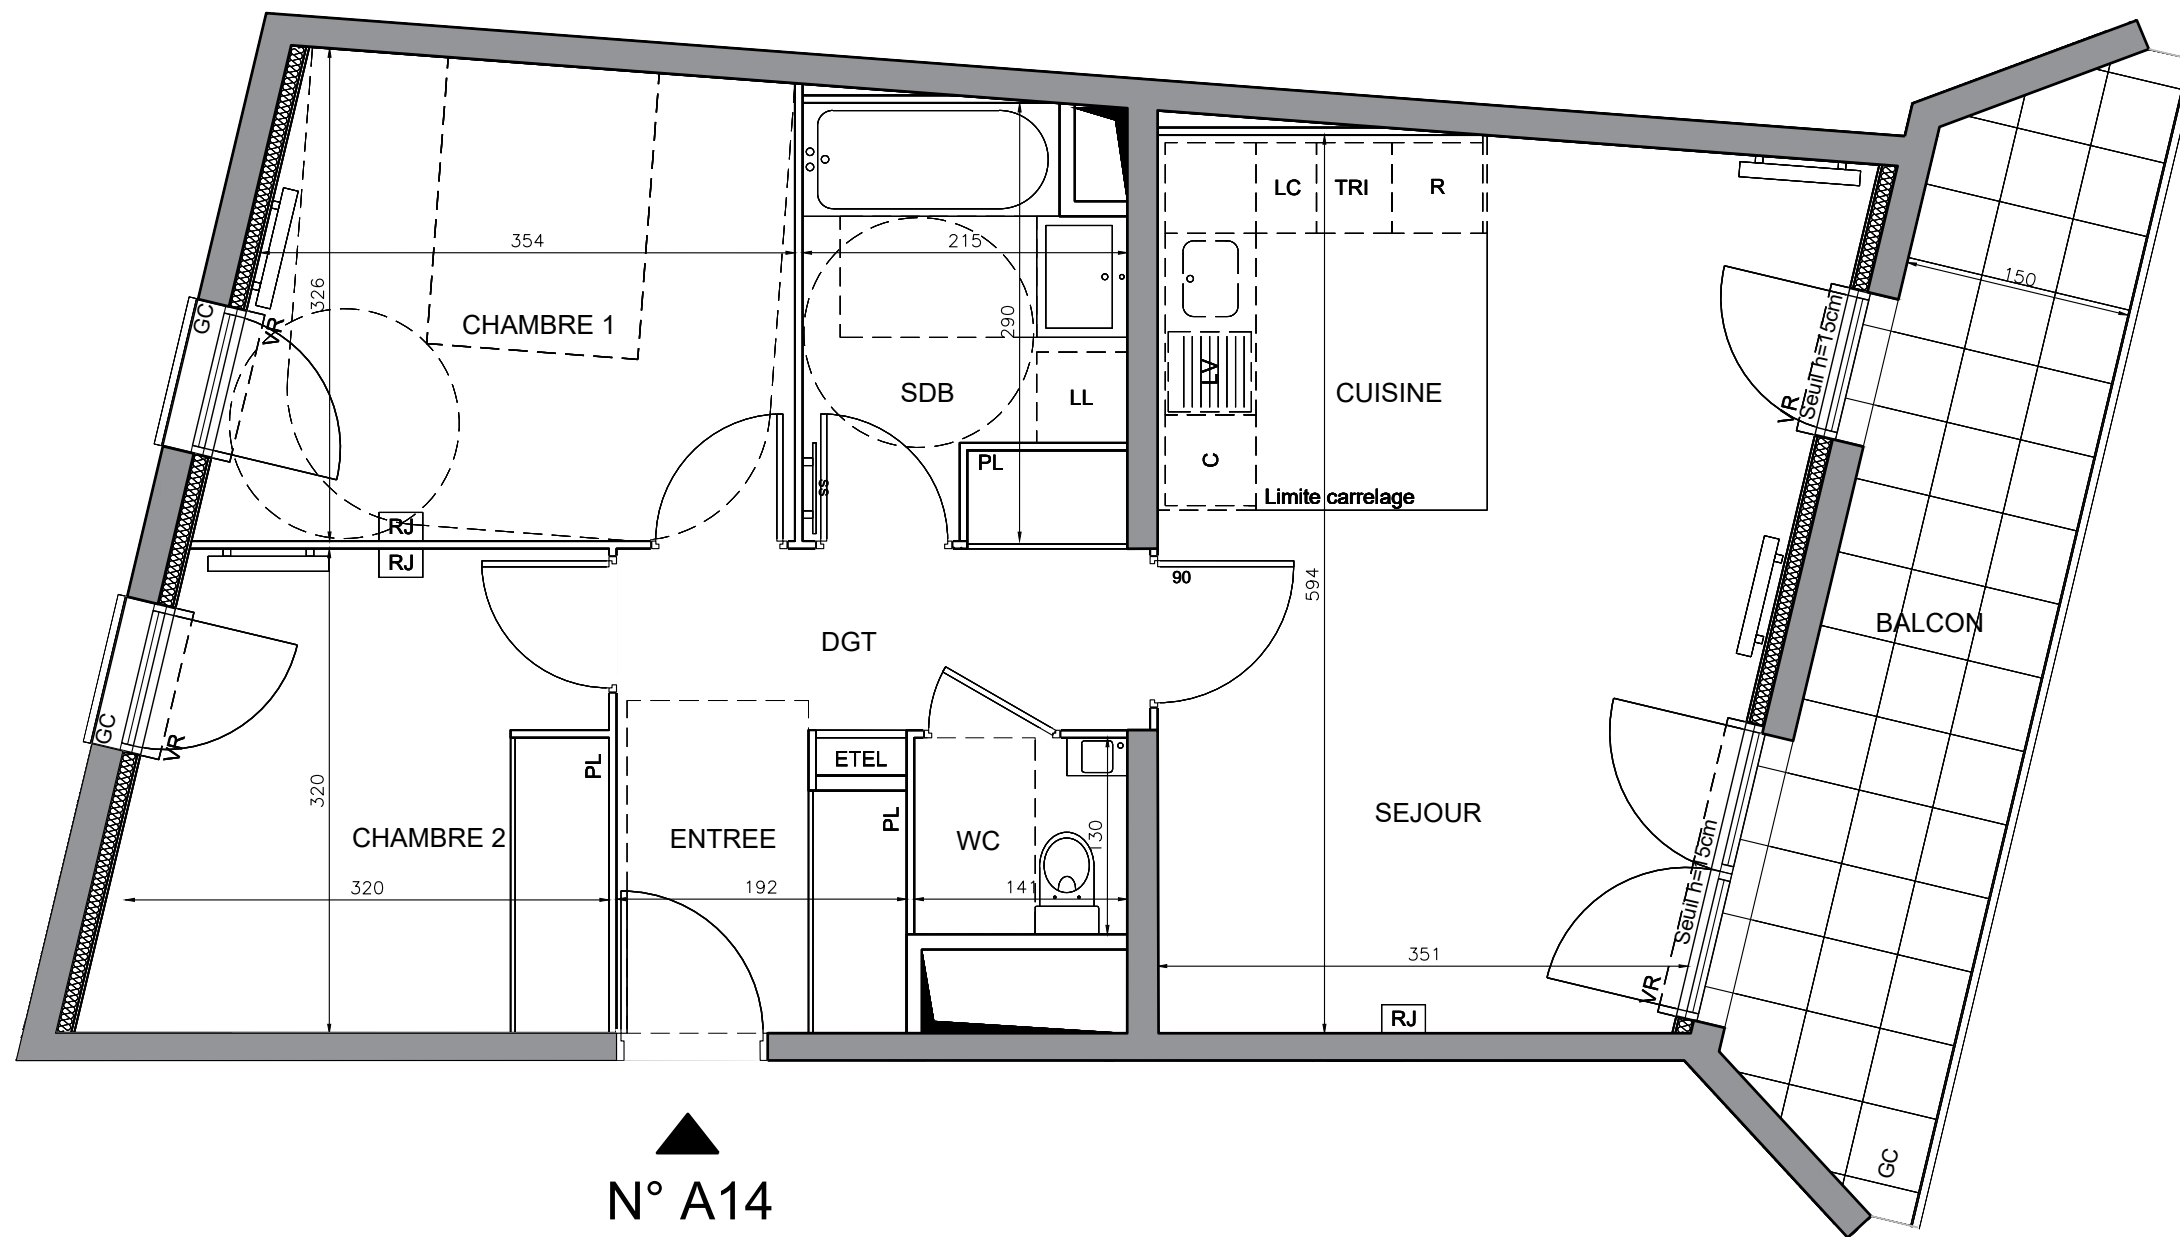 GC
VR
354
326
CHAMBRE 1
RJ
RJ
215
290
SDB
LL
PL
SS
LC
TRI
R
LV
C
CUISINE
Limite carrelage
90
594
VR
Seuil h=15cm
150
BALCON
DGT
GC
VR
320
CHAMBRE 2
320
PL
ENTREE
192
ETEL
PL
WC
130
141
SEJOUR
351
RJ
VR
Seuil h=15cm
GC
N° A14